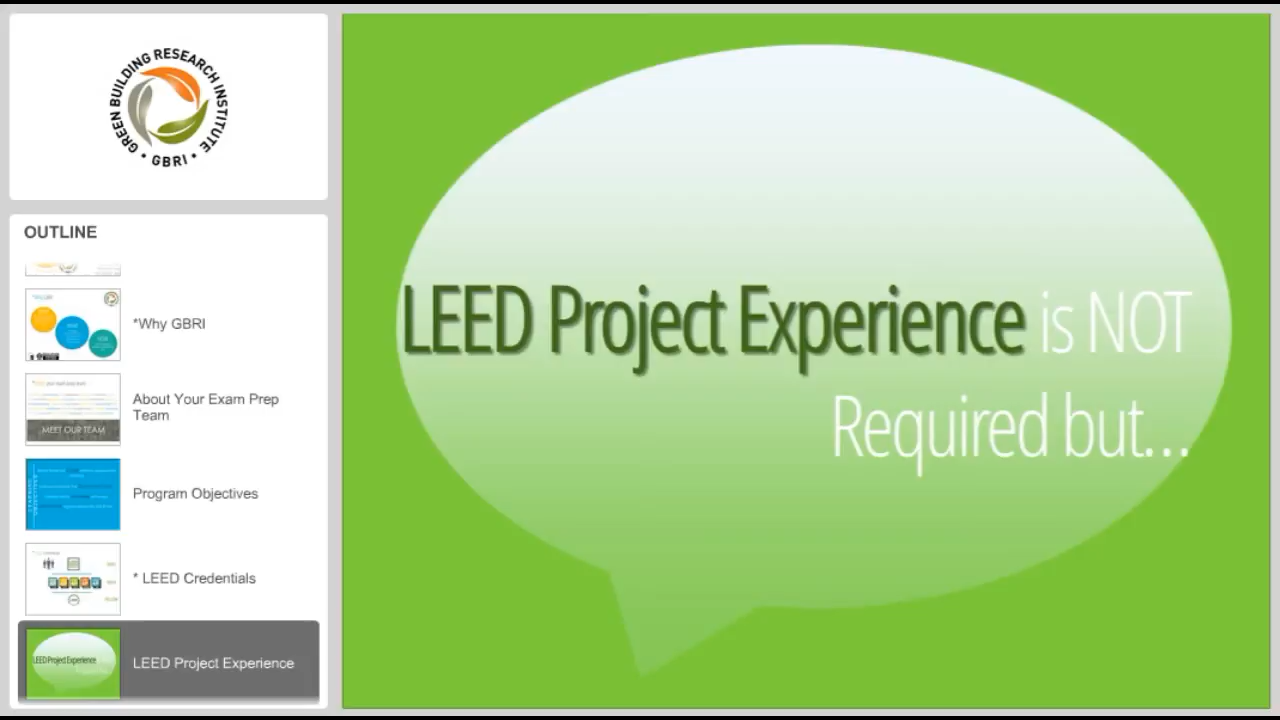 GREEN BUILDING RESEARCH INSTITUTE
• GBRI •
OUTLINE
*Why GBRI
About Your Exam Prep
Team
MEET OUR TEAM
Program Objectives
* LEED Credentials
LEED Project Experience
LEED Project Experience
LEED Project Experience is NOT
Required but...